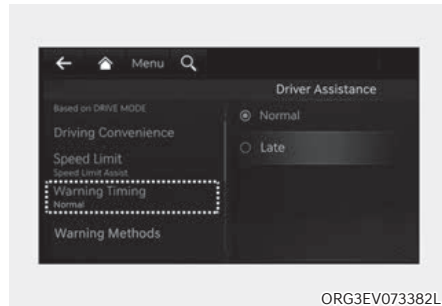 Menu
Driver Assistance
Based on DRIVE MODE
Driving Convenience
Speed Limit
Speed Limit Assist
Warning Timing
Normal
Warning Methods
Normal
Late
ORG3EV073382L